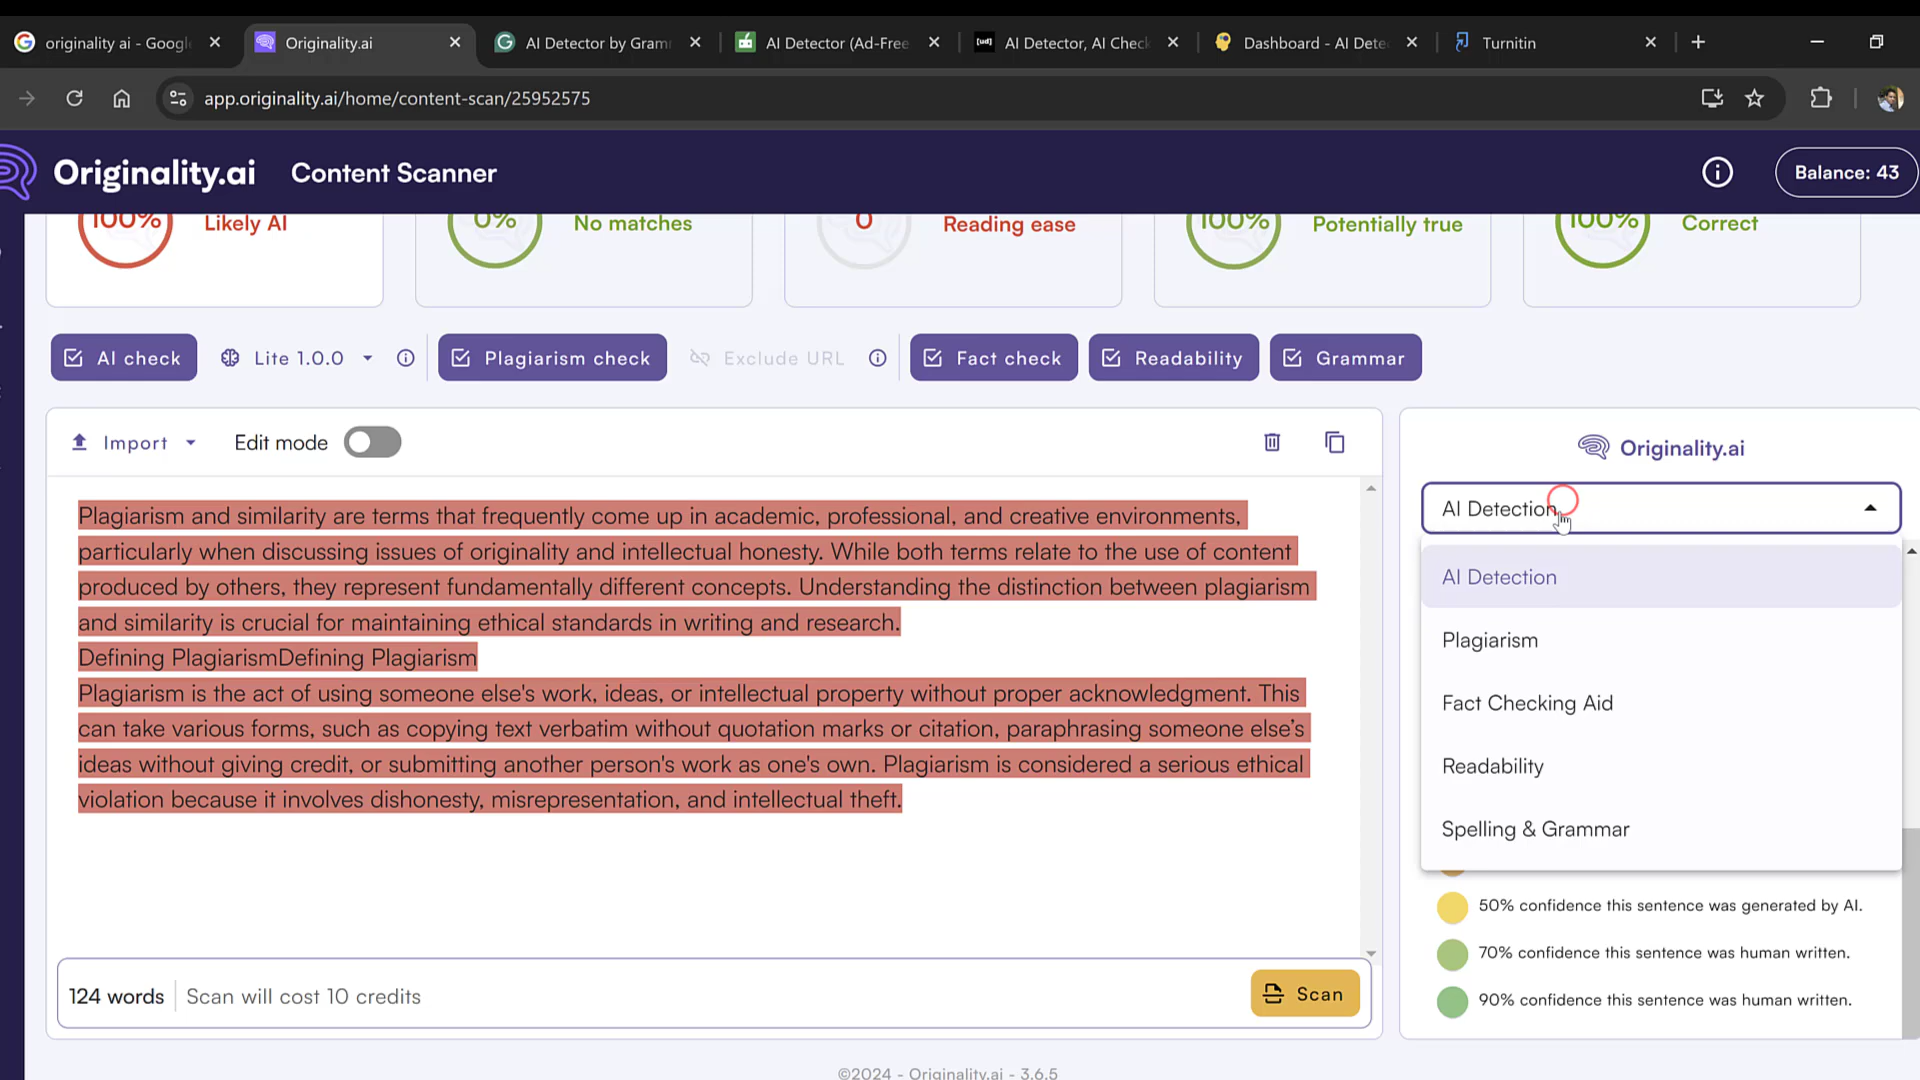 originality ai - Googl
Originality.ai
AI Detector by Gram
AI Detector (Ad-Free
[ud]
AI Detector, AI Check
Dashboard - AI Dete
Turnitin
app.originality.ai/home/content-scan/25952575
Originality.ai
Content Scanner
Balance: 43
100%
Likely AI
0%
No matches
0
Reading ease
100%
Potentially true
100%
Correct
AI check
Lite 1.0.0
Plagiarism check
Exclude URL
Fact check
Readability
Grammar
Import
Edit mode
Originality.ai
AI Detection
Plagiarism and similarity are terms that frequently come up in academic, professional, and creative environments,
particularly when discussing issues of originality and intellectual honesty. While both terms relate to the use of content
produced by others, they represent fundamentally different concepts. Understanding the distinction between plagiarism
and similarity is crucial for maintaining ethical standards in writing and research.
Defining PlagiarismDefining Plagiarism
Plagiarism is the act of using someone else's work, ideas, or intellectual property without proper acknowledgment. This
can take various forms, such as copying text verbatim without quotation marks or citation, paraphrasing someone else’s
ideas without giving credit, or submitting another person's work as one's own. Plagiarism is considered a serious ethical
violation because it involves dishonesty, misrepresentation, and intellectual theft.
AI Detection
Plagiarism
Fact Checking Aid
Readability
Spelling & Grammar
50% confidence this sentence was generated by AI.
70% confidence this sentence was human written.
90% confidence this sentence was human written.
124 words
Scan will cost 10 credits
Scan
©2024 - Originality.ai - 3.6.5